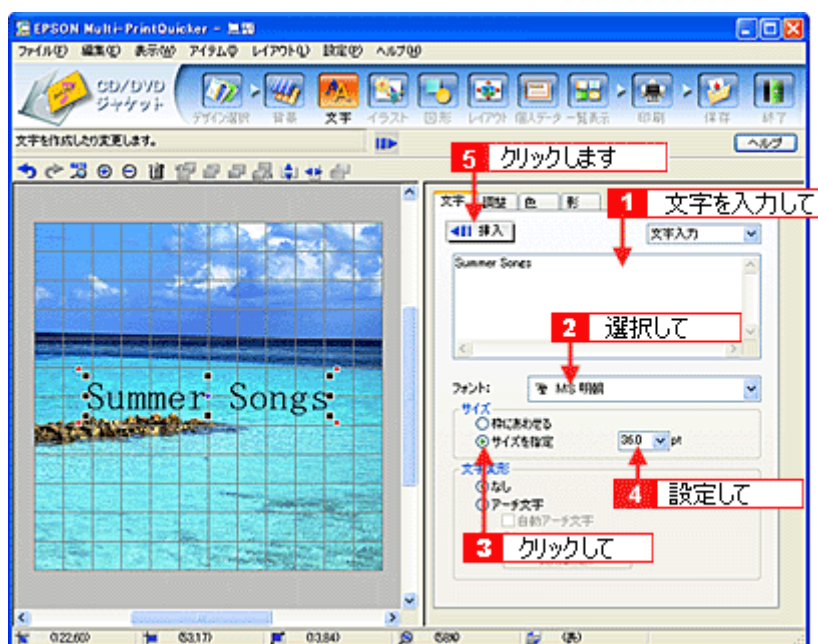 EPSON Multi-PrintQuicker - 無題
ファイル(F) 編集(E) 表示(W) アイテム(I) レイアウト(L) 設定(P) ヘルプ(H)
CD/DVD
ジャケット
デザイン選択 背景 文字 イラスト 図形 レイアウト 個人データ 一覧表示 印刷 保存 終了
文字を作成したり変更します。
ヘルプ
5 クリックします
文字 調整 色 形
1 文字を入力して
挿入 文字入力
Summer Songs
2 選択して
フォント: MS 明朝
Summer Songs
サイズ
枠にあわせる
サイズを指定 36.0 pt
文字変形
なし
4 設定して
アーチ文字
自動アーチ文字
3 クリックして
(122,60) (53,17) (13,84) (表)